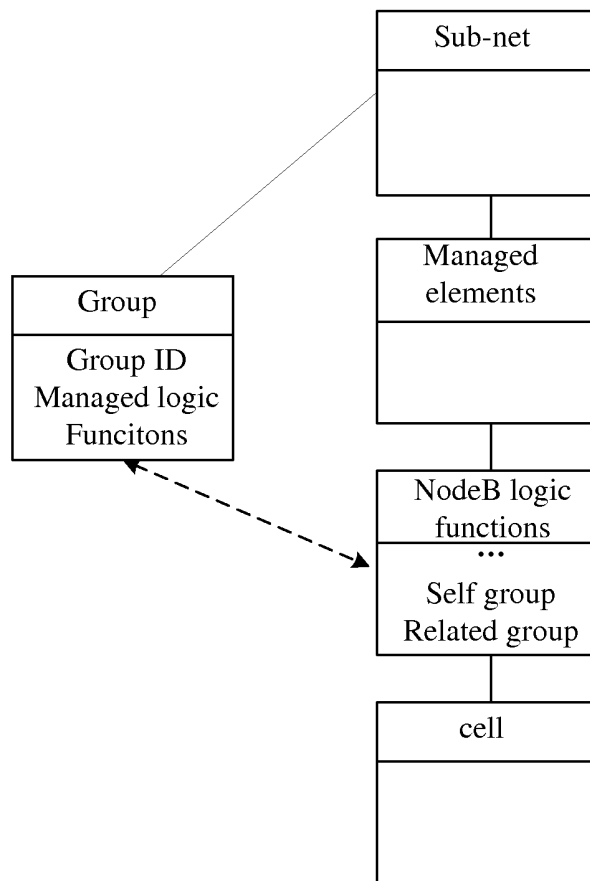 Sub-net
Managed
elements
Group
Group ID
Managed logic
Funcitons
NodeB logic
functions
...
Self group
Related group
cell